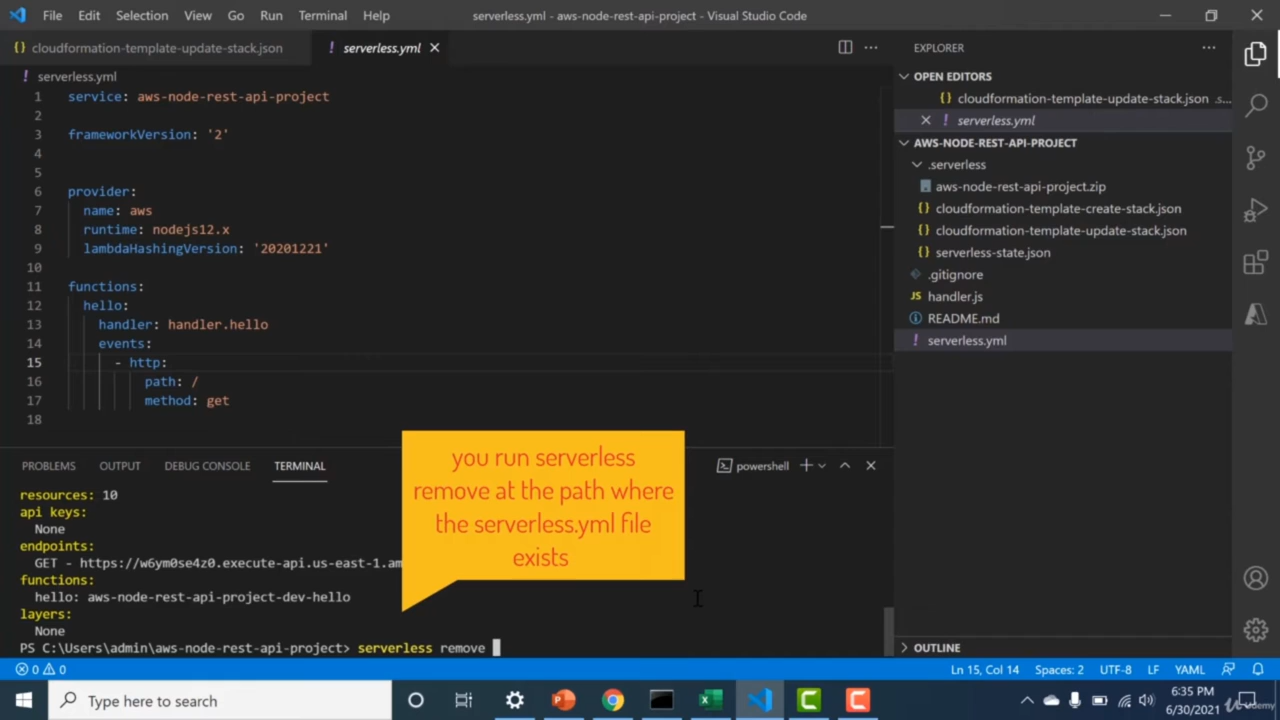 File Edit Selection View Go Run Terminal Help
serverless.yml - aws-node-rest-api-project - Visual Studio Code
{} cloudformation-template-update-stack.json
! serverless.yml
! serverless.yml
1 service: aws-node-rest-api-project
2
3 frameworkVersion: '2'
4
5
6 provider:
7 name: aws
8 runtime: nodejs12.x
9 lambdaHashingVersion: '20201221'
10
11 functions:
12 hello:
13 handler: handler.hello
14 events:
15 - http:
16 path: /
17 method: get
18
EXPLORER
OPEN EDITORS
{} cloudformation-template-update-stack.json .s...
! serverless.yml
AWS-NODE-REST-API-PROJECT
.serverless
aws-node-rest-api-project.zip
{} cloudformation-template-create-stack.json
{} cloudformation-template-update-stack.json
{} serverless-state.json
.gitignore
JS handler.js
README.md
! serverless.yml
OUTLINE
PROBLEMS OUTPUT DEBUG CONSOLE TERMINAL
powershell
resources: 10
api keys:
None
endpoints:
GET - https://w6ym0se4z0.execute-api.us-east-1.am
functions:
hello: aws-node-rest-api-project-dev-hello
layers:
None
PS C:\Users\admin\aws-node-rest-api-project> serverless remove
you run serverless
remove at the path where
the serverless.yml file
exists
0 0
Ln 15, Col 14 Spaces: 2 UTF-8 LF YAML
Type here to search
6:35 PM
6/30/2021
Udemy